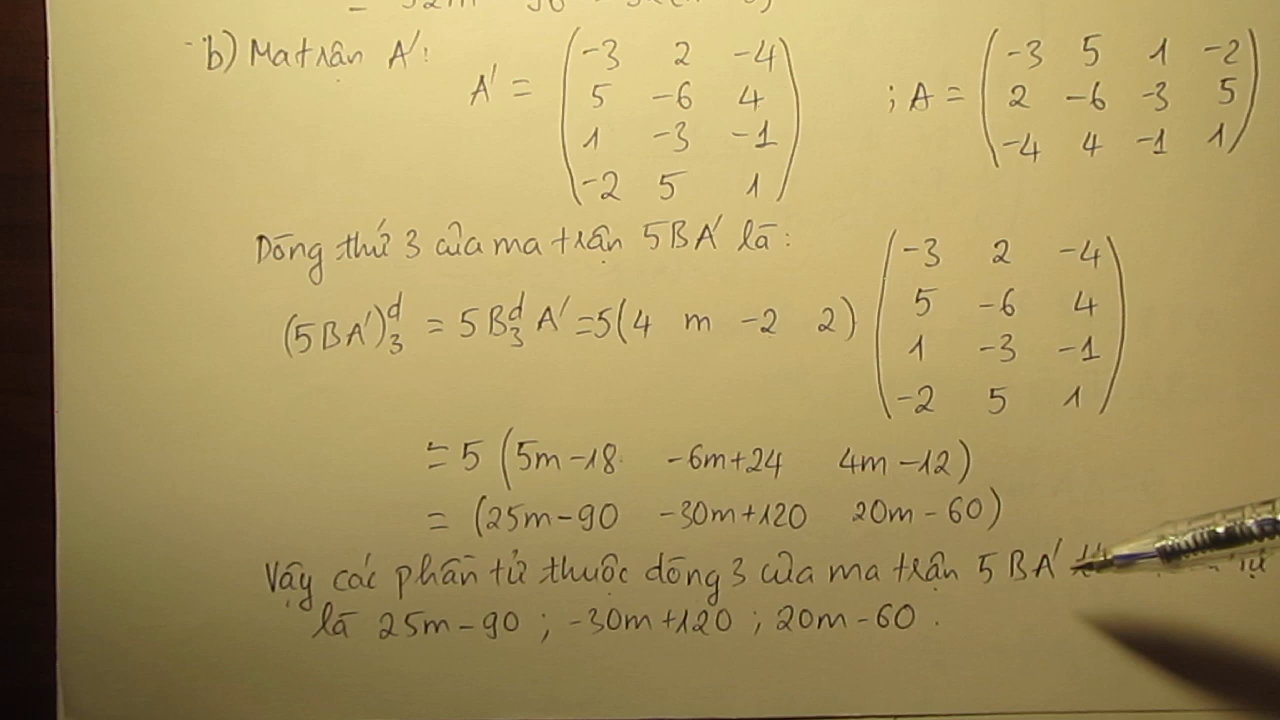 b) Ma trận A':
A' = (-3 2 -4
5 -6 4
1 -3 -1
-2 5 1)
; A = (-3 5 1 -2
2 -6 -3 5
-4 4 -1 1)
Dòng thứ 3 của ma trận 5BA' là:
(5BA')₃ᵈ = 5B₃ᵈ A' = 5(4 m -2 2) (-3 2 -4
5 -6 4
1 -3 -1
-2 5 1)
= 5 (5m-18 -6m+24 4m-12)
= (25m-90 -30m+120 20m-60)
Vậy các phần tử thuộc dòng 3 của ma trận 5BA'
là 25m-90 ; -30m+120 ; 20m-60.